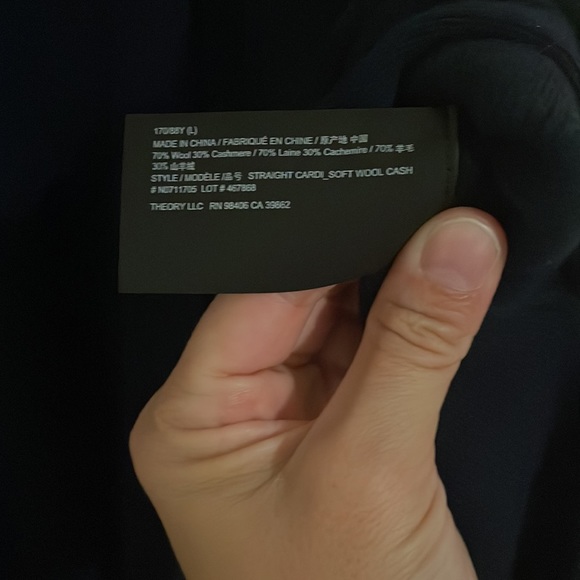 170/88Y (L)
MADE IN CHINA / FABRIQUÉ EN CHINE / 原产地 中国
70% Wool 30% Cashmere / 70% Laine 30% Cachemire / 70% 羊毛
30% 山羊绒
STYLE / MODÈLE /品号 STRAIGHT CARDI_SOFT WOOL CASH
# N0711705 LOT # 467868
THEORY LLC RN 98406 CA 39862